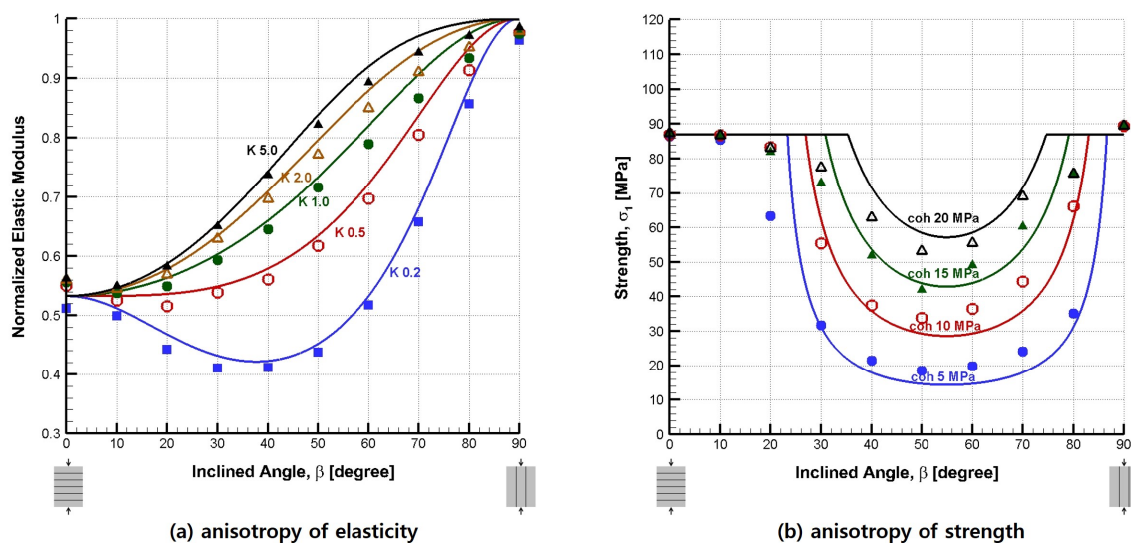 1
0.9
0.8
0.7
0.6
0.5
0.4
0.3
Normalized Elastic Modulus
K 5.0
K 2.0
K 1.0
K 0.5
K 0.2
0 10 20 30 40 50 60 70 80 90
Inclined Angle, β [degree]
(a) anisotropy of elasticity
120
110
100
90
80
70
60
50
40
30
20
10
0
Strength, σ₁ [MPa]
coh 20 MPa
coh 15 MPa
coh 10 MPa
coh 5 MPa
0 10 20 30 40 50 60 70 80 90
Inclined Angle, β [degree]
(b) anisotropy of strength